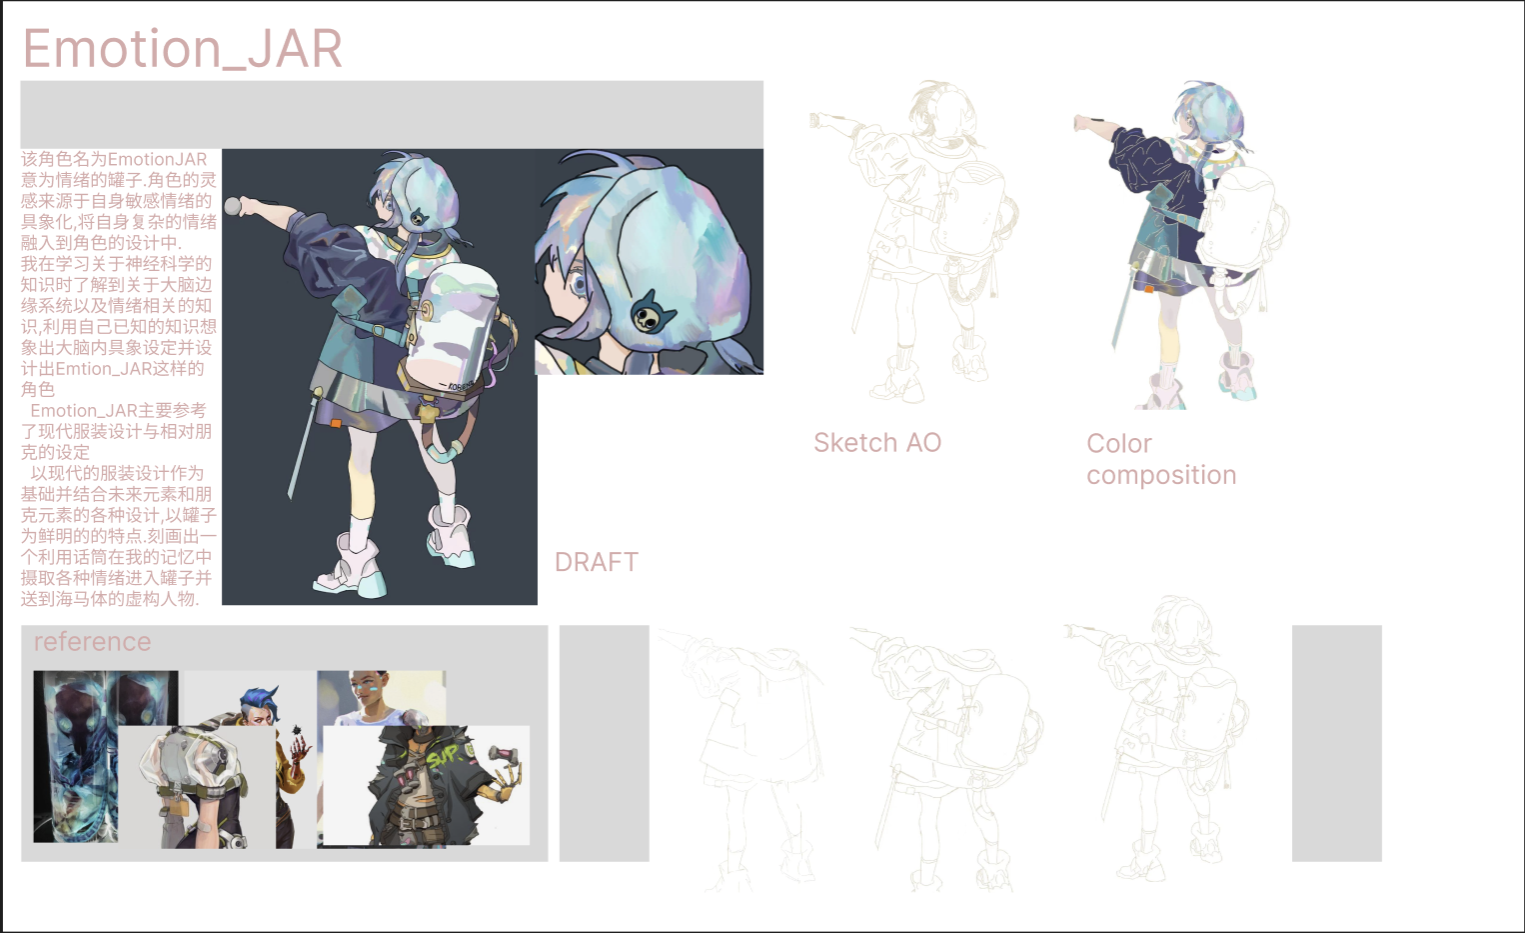 Emotion_JAR
该角色名为EmotionJAR
意为情绪的罐子.角色的灵
感来源于自身敏感情绪的
具象化,将自身复杂的情绪
融入到角色的设计中.
我在学习关于神经科学的
知识时了解到关于大脑边
缘系统以及情绪相关的知
识,利用自己已知的知识想
象出大脑内具象设定并设
计出Emtion_JAR这样的
角色
Emotion_JAR主要参考
了现代服装设计与相对朋
克的设定
以现代的服装设计作为
基础并结合未来元素和朋
克元素的各种设计,以罐子
为鲜明的的特点.刻画出一
个利用话筒在我的记忆中
摄取各种情绪进入罐子并
送到海马体的虚构人物.
Sketch AO
Color
composition
DRAFT
reference
SUP.